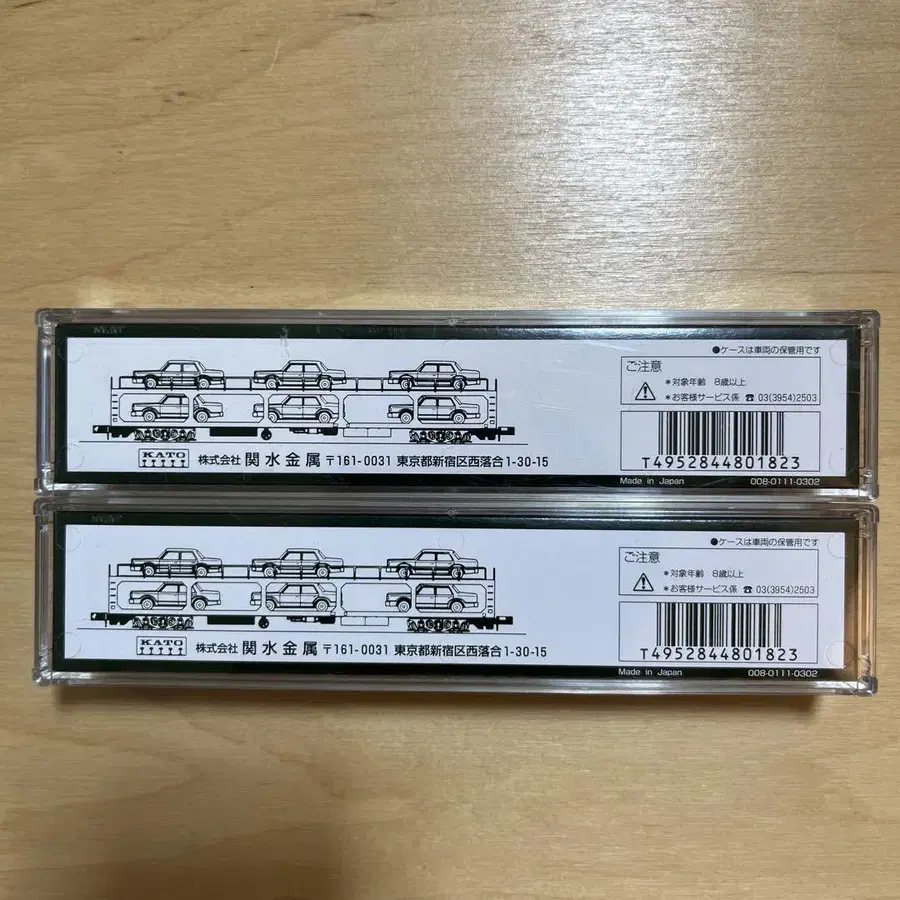 JAPAN
●ケースは車両の保管用です
ご注意
＊対象年齢　8歳以上
＊お客様サービス係　☎ 03(3954)2503
KATO
株式会社 関水金属 〒161-0031 東京都新宿区西落合1-30-15
T4952844801823
Made in Japan
008-0111-0302
JAPAN
●ケースは車両の保管用です
ご注意
＊対象年齢　8歳以上
＊お客様サービス係　☎ 03(3954)2503
KATO
株式会社 関水金属 〒161-0031 東京都新宿区西落合1-30-15
T4952844801823
Made in Japan
008-0111-0302